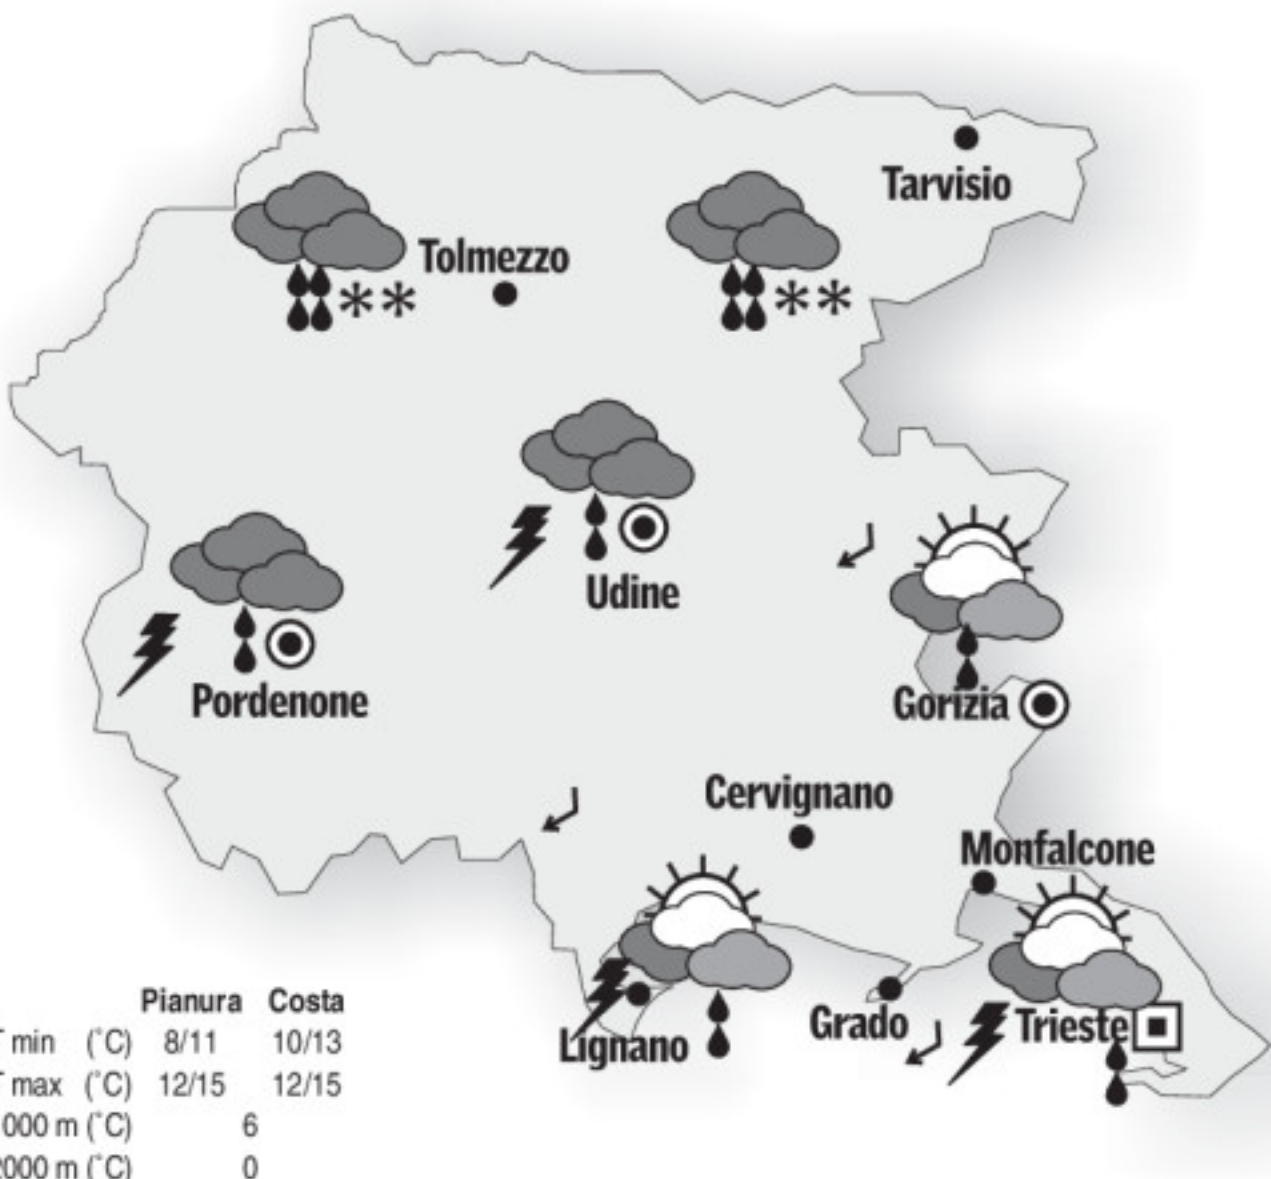 Tarvisio
Tolmezzo
Udine
Pordenone
Gorizia
Cervignano
Monfalcone
Lignano
Grado
Trieste
Pianura Costa
T min (°C) 8/11 10/13
T max (°C) 12/15 12/15
000 m (°C) 6
2000 m (°C) 0